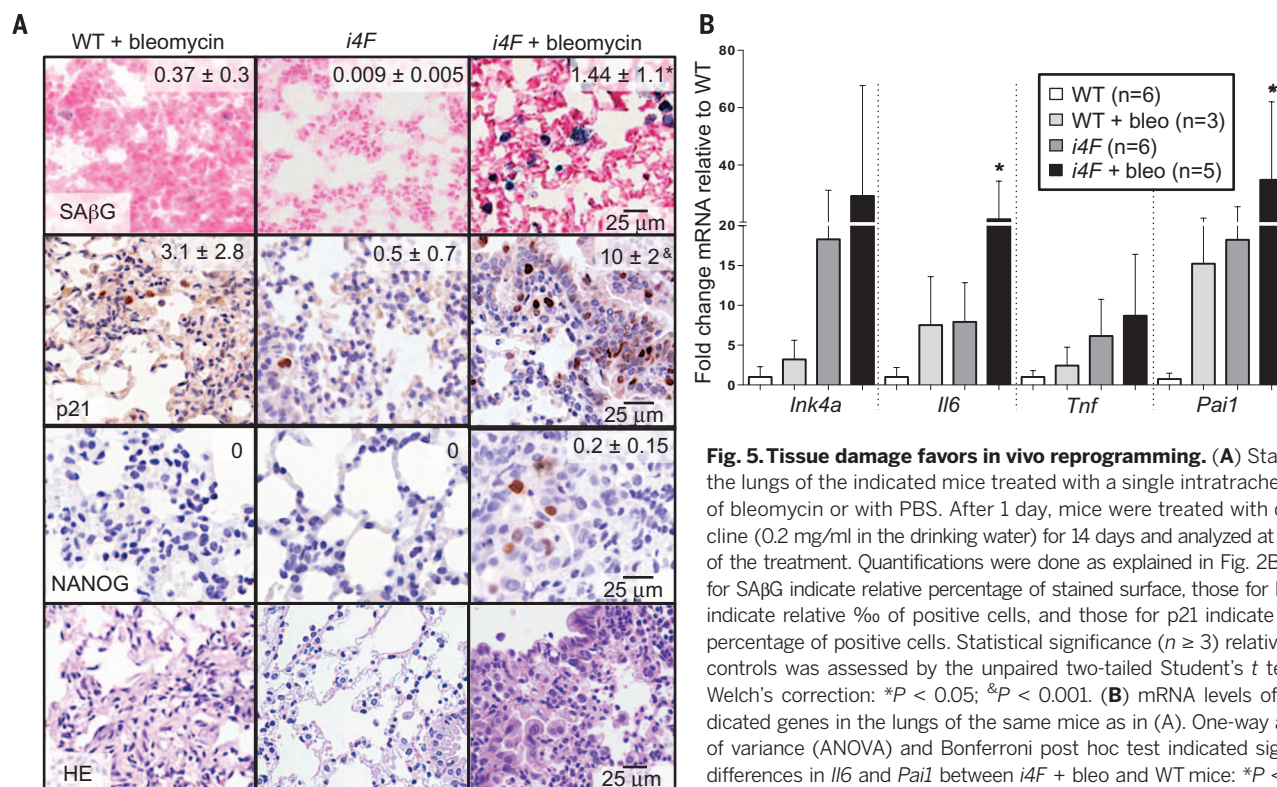 A
WT + bleomycin
i4F
i4F + bleomycin
0.37 ± 0.3
0.009 ± 0.005
1.44 ± 1.1*
SAβG
25 μm
3.1 ± 2.8
0.5 ± 0.7
10 ± 2&
p21
25 μm
0
0
0.2 ± 0.15
NANOG
25 μm
HE
25 μm
B
Fold change mRNA relative to WT
80
60
40
20
15
10
5
0
WT (n=6)
WT + bleo (n=3)
i4F (n=6)
i4F + bleo (n=5)
*
*
Ink4a
Il6
Tnf
Pai1
Fig. 5. Tissue damage favors in vivo reprogramming. (A)
the lungs of the indicated mice treated with a single
of bleomycin or with PBS. After 1 day, mice were treated with
cline (0.2 mg/ml in the drinking water) for 14 days and analyzed at
of the treatment. Quantifications were done as explained in Fig. 2B
for SAβG indicate relative percentage of stained surface, those for
indicate relative ‰ of positive cells, and those for p21 indicate
percentage of positive cells. Statistical significance (n ≥ 3)
controls was assessed by the unpaired two-tailed Student's t
Welch's correction: *P < 0.05; &P < 0.001. (B) mRNA levels of
dicated genes in the lungs of the same mice as in (A). One-way
of variance (ANOVA) and Bonferroni post hoc test indicated
differences in Il6 and Pai1 between i4F + bleo and WT mice: *P <